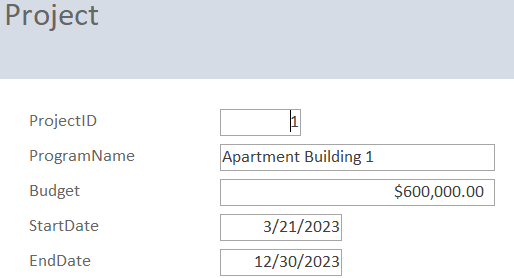 Project
ProjectID 1
ProgramName Apartment Building 1
Budget $600,000.00
StartDate 3/21/2023
EndDate 12/30/2023